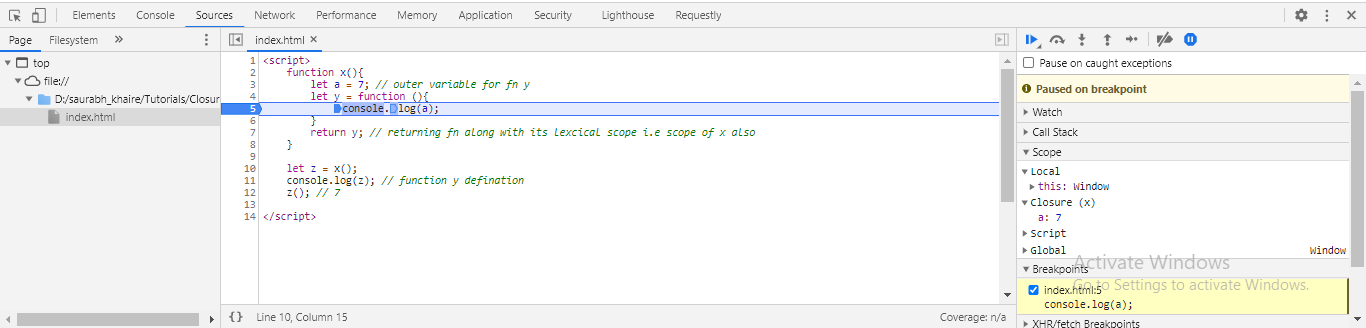 Elements Console Sources Network Performance Memory Application Security Lighthouse Requestly
Page Filesystem »
top
file://
D:/saurabh_khaire/Tutorials/Closur
index.html
index.html ×
1 <script>
2 function x(){
3 let a = 7; // outer variable for fn y
4 let y = function (){
5 console.log(a);
6 }
7 return y; // returning fn along with its Lexcical scope i.e scope of x also
8 }
9
10 let z = x();
11 console.log(z); // function y defination
12 z(); // 7
13
14 </script>
{} Line 10, Column 15 Coverage: n/a
Pause on caught exceptions
Paused on breakpoint
Watch
Call Stack
Scope
Local
this: Window
Closure (x)
a: 7
Script
Global Window
Breakpoints
index.html:5
console.log(a);
XHR/fetch Breakpoints
Activate Windows
Go to Settings to activate Windows.